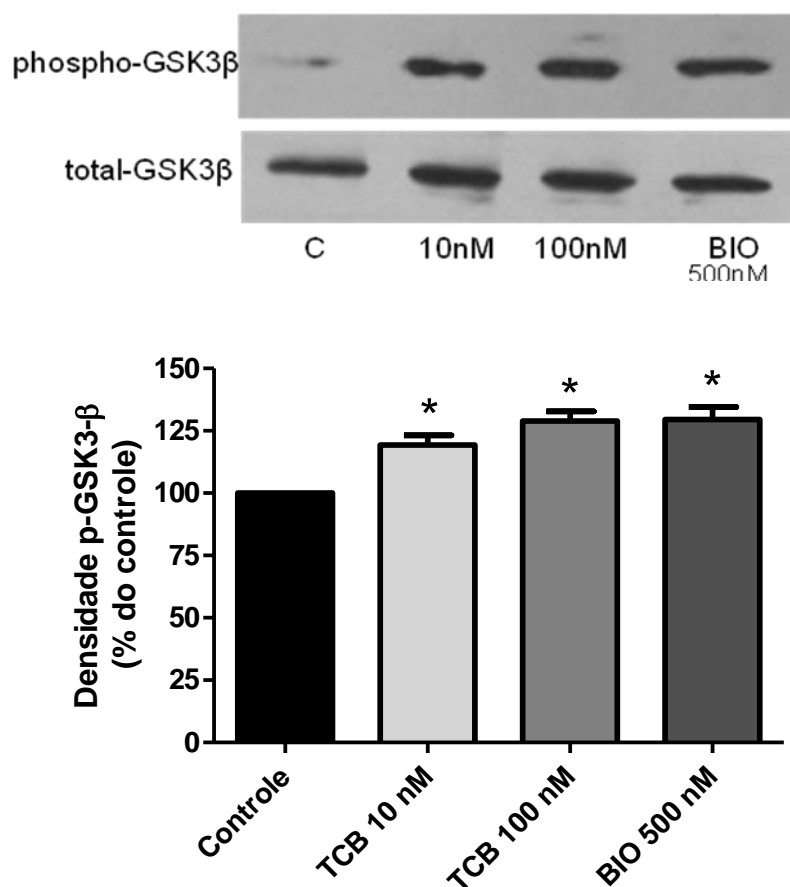 phospho-GSK3β
total-GSK3β
C 10nM 100nM BIO
500nM
150
125
100
75
50
25
0
Densidade p-GSK3-β
(% do controle)
* * *
Controle
TCB 10 nM
TCB 100 nM
BIO 500 nM